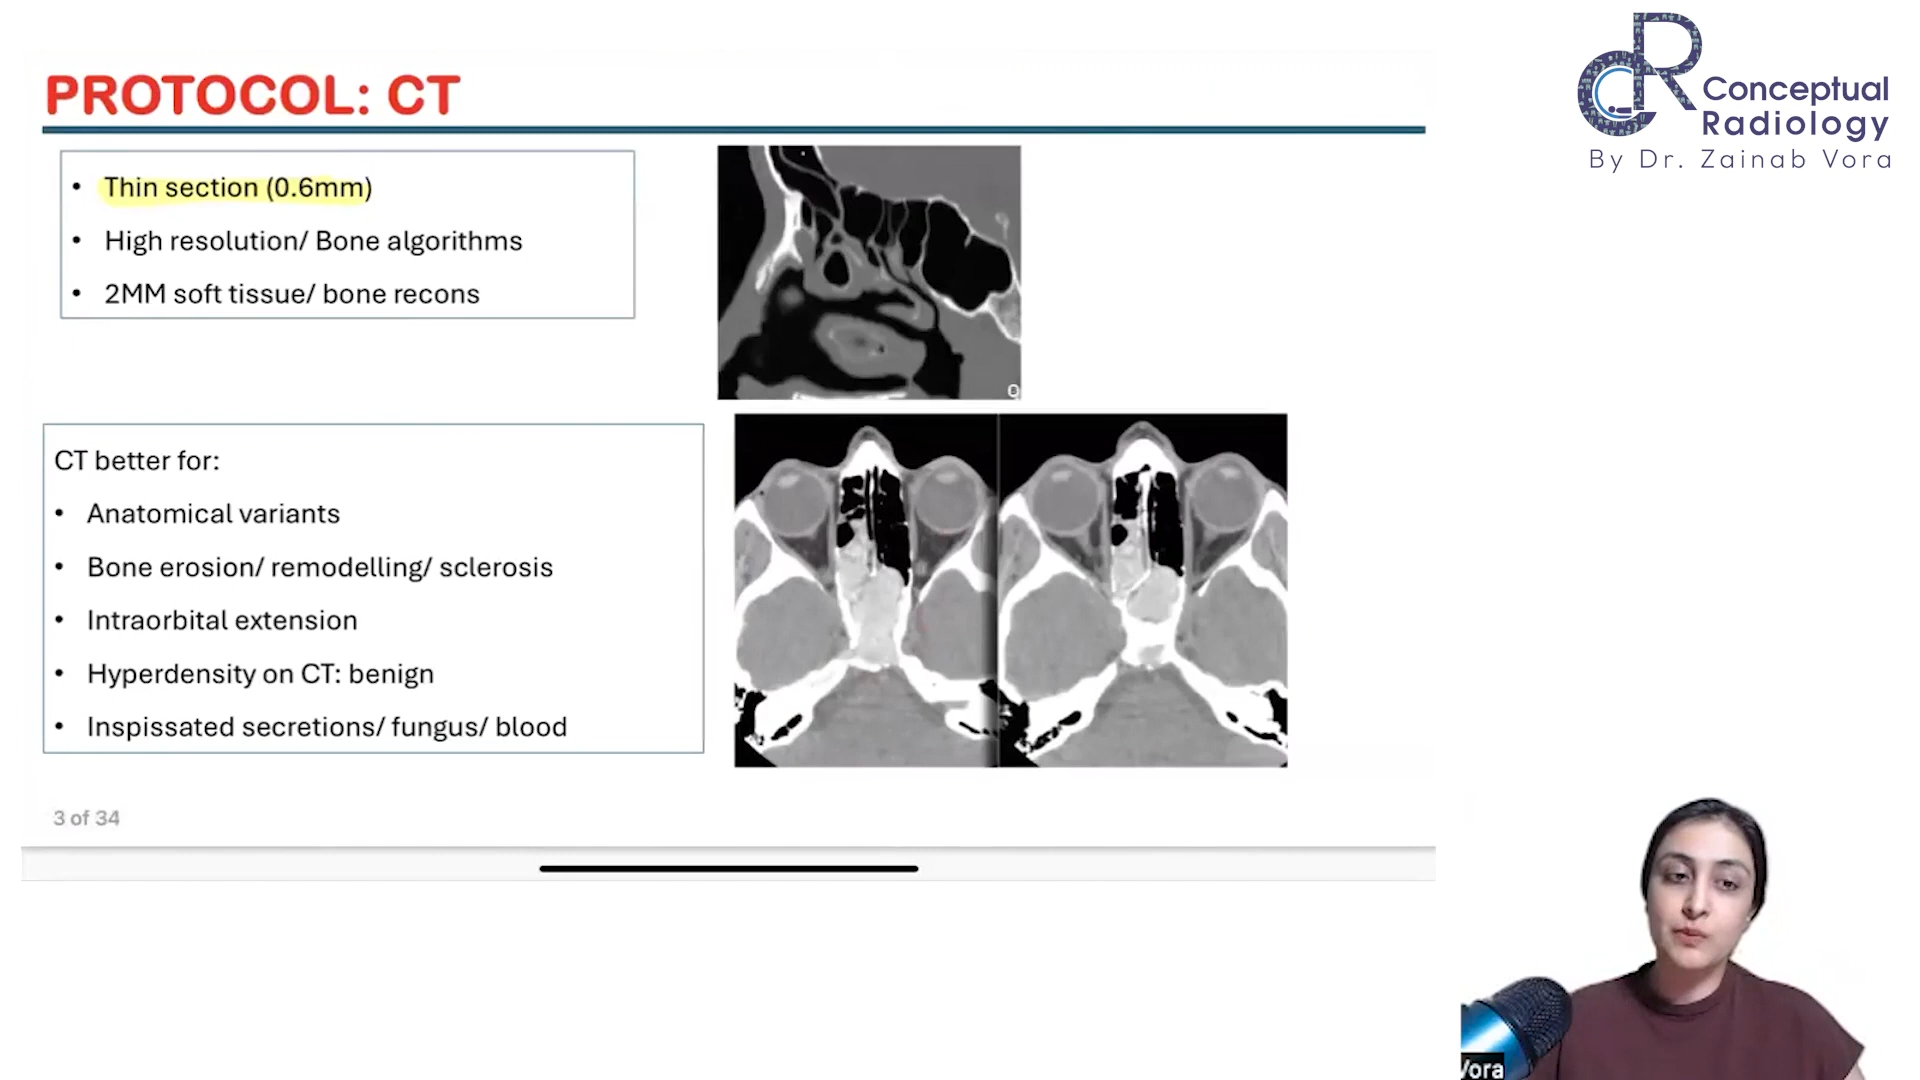 PROTOCOL: CT
• Thin section (0.6mm)
• High resolution/ Bone algorithms
• 2MM soft tissue/ bone recons
CT better for:
• Anatomical variants
• Bone erosion/ remodelling/ sclerosis
• Intraorbital extension
• Hyperdensity on CT: benign
• Inspissated secretions/ fungus/ blood
3 of 34
CR Conceptual
Radiology
By Dr. Zainab Vora
Vora